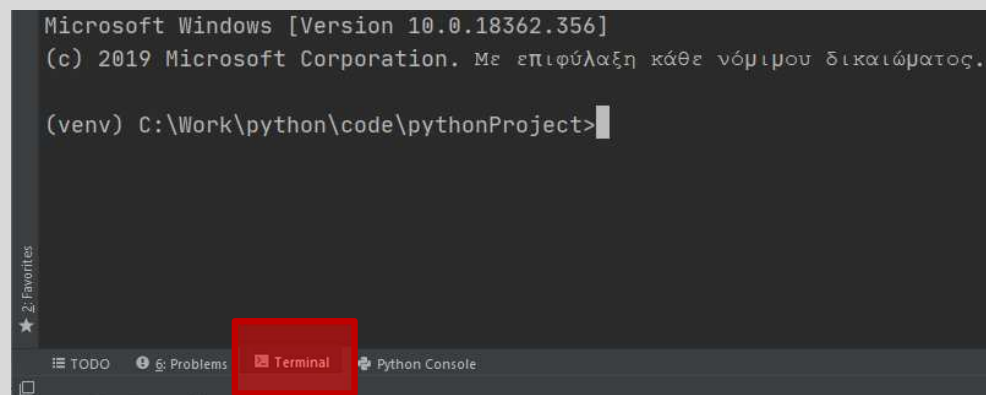 Microsoft Windows [Version 10.0.18362.356]
(c) 2019 Microsoft Corporation. Με επιφύλαξη κάθε νόμιμου δικαιώματος.
(venv) C:\Work\python\code\pythonProject>
2: Favorites
TODO 6: Problems Terminal Python Console